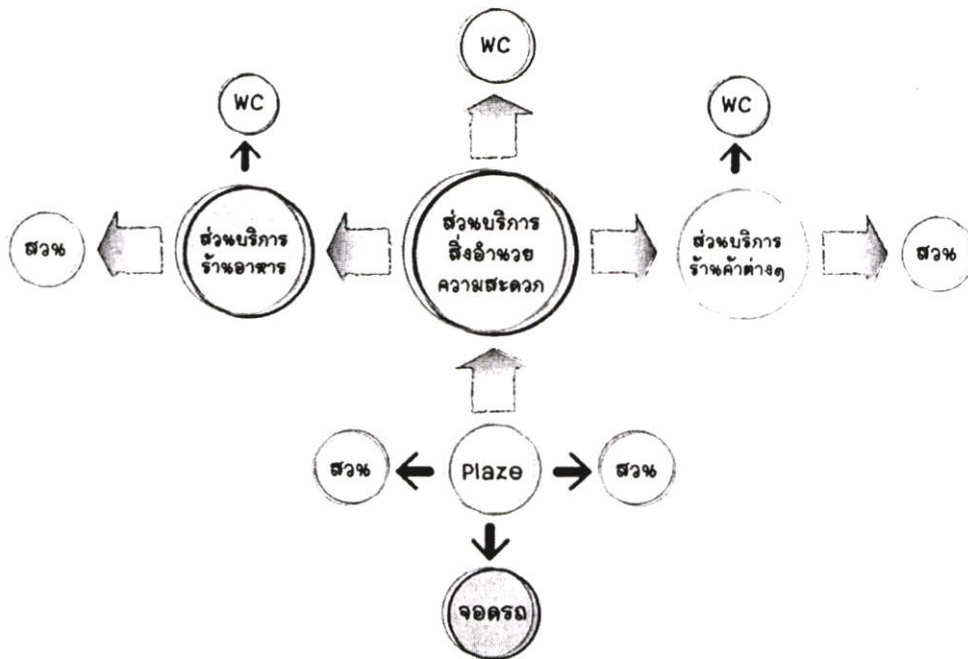 WC
WC
WC
สวน
ส่วนบริการ
ร้านอาหาร
ส่วนบริการ
สิ่งอำนวย
ความสะดวก
ส่วนบริการ
ร้านค้าต่างๆ
สวน
สวน
Plaze
สวน
จอดรถ